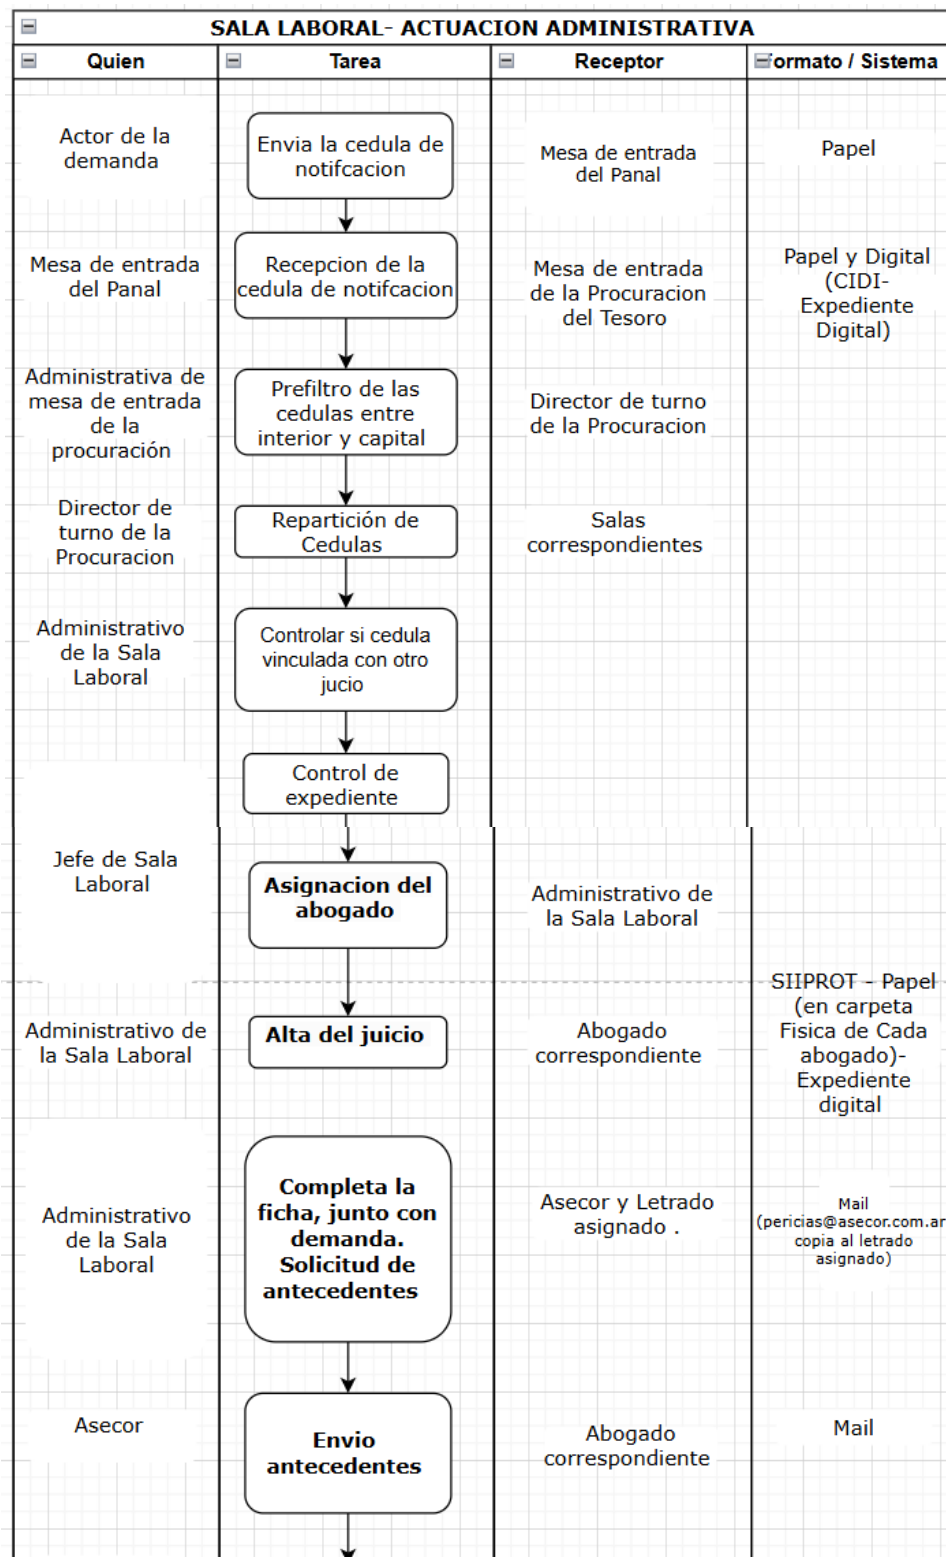 SALA LABORAL- ACTUACION ADMINISTRATIVA
Quien
Tarea
Receptor
ormato / Sistema
Actor de la
demanda
Envia la cedula de
notifcacion
Mesa de entrada
del Panal
Papel
Mesa de entrada
del Panal
Recepcion de la
cedula de notifcacion
Mesa de entrada
de la Procuracion
del Tesoro
Papel y Digital
(CIDI-
Expediente
Digital)
Administrativa de
mesa de entrada
de la
procuración
Prefiltro de las
cedulas entre
interior y capital
Director de turno
de la Procuracion
Director de
turno de la
Procuracion
Repartición de
Cedulas
Salas
correspondientes
Administrativo
de la Sala
Laboral
Controlar si cedula
vinculada con otro
jucio
Control de
expediente
Jefe de Sala
Laboral
Asignacion del
abogado
Administrativo de
la Sala Laboral
Administrativo de
la Sala Laboral
Alta del juicio
Abogado
correspondiente
SIIPROT - Papel
(en carpeta
Fisica de Cada
abogado)-
Expediente
digital
Administrativo
de la Sala
Laboral
Completa la
ficha, junto con
demanda.
Solicitud de
antecedentes
Asecor y Letrado
asignado .
Mail
(pericias@asecor.com.ar
copia al letrado
asignado)
Asecor
Envio
antecedentes
Abogado
correspondiente
Mail